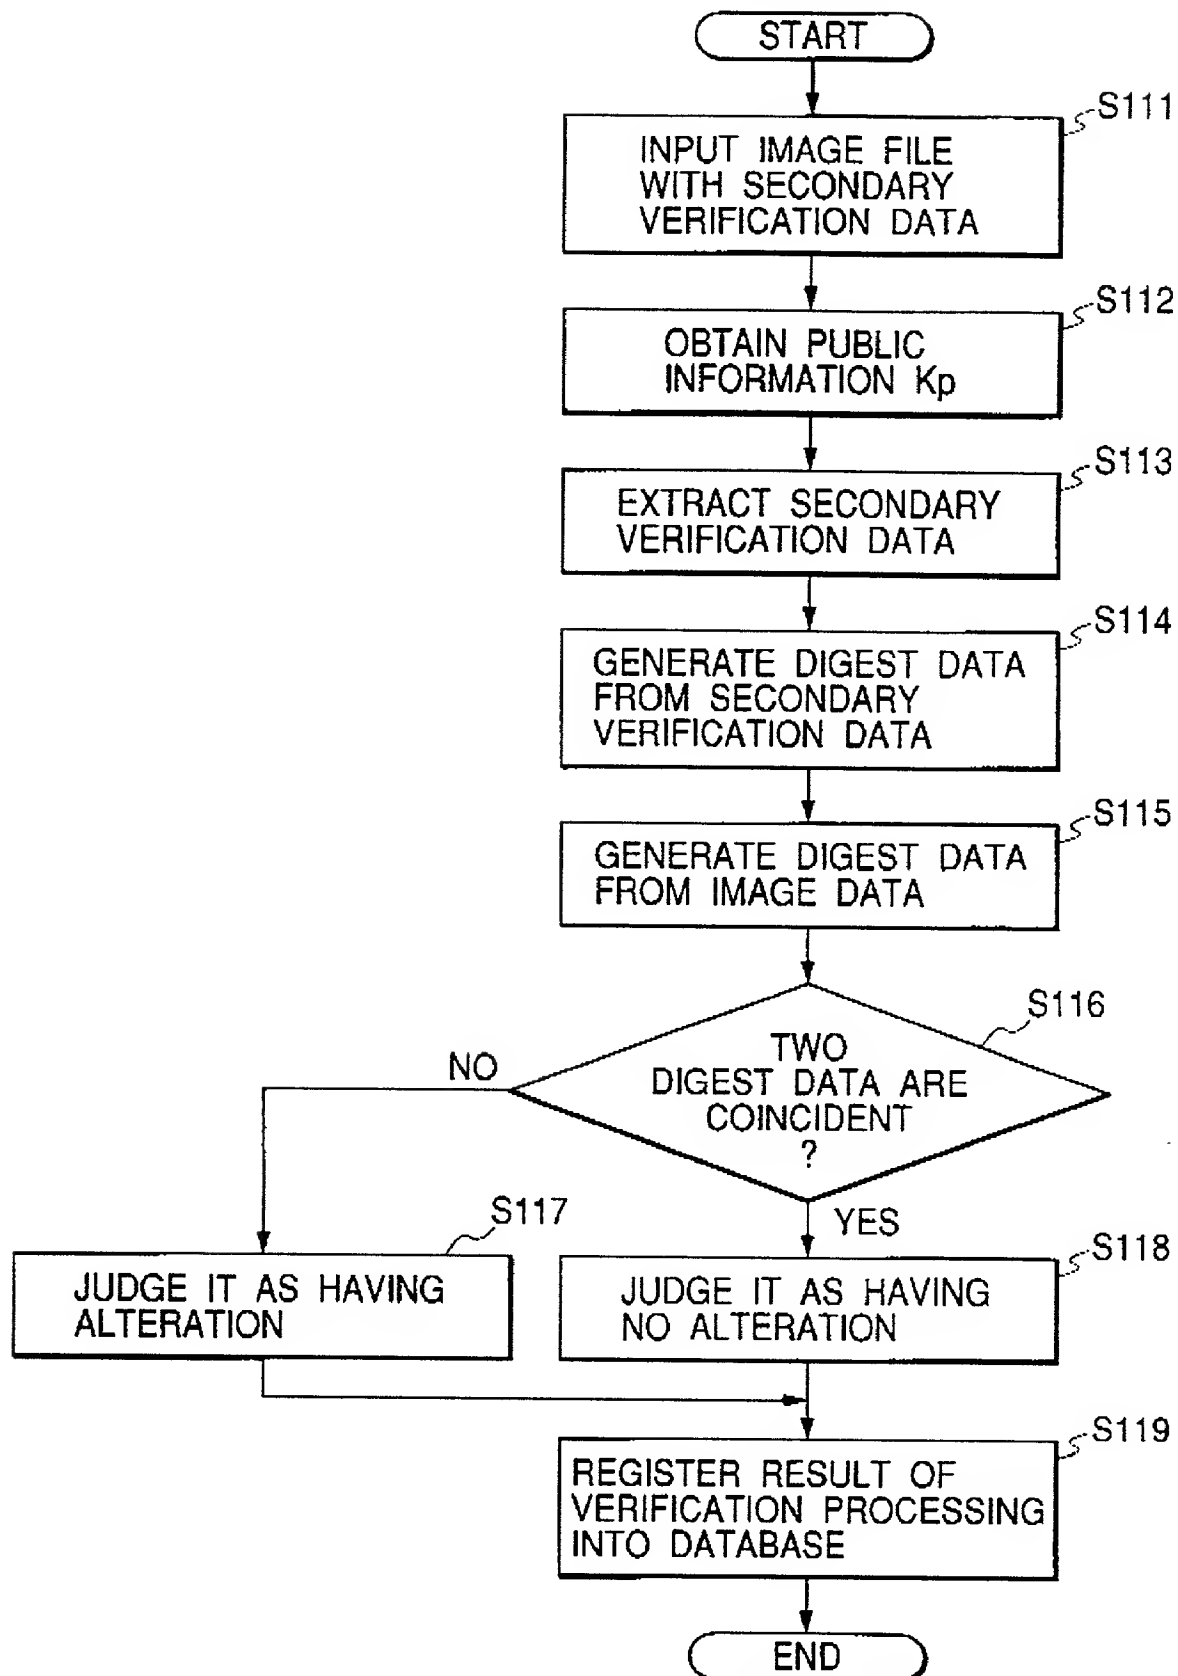 START
S111
INPUT IMAGE FILE
WITH SECONDARY
VERIFICATION DATA
S112
OBTAIN PUBLIC
INFORMATION Kp
S113
EXTRACT SECONDARY
VERIFICATION DATA
S114
GENERATE DIGEST DATA
FROM SECONDARY
VERIFICATION DATA
S115
GENERATE DIGEST DATA
FROM IMAGE DATA
S116
TWO
DIGEST DATA ARE
COINCIDENT
?
NO
YES
S117
JUDGE IT AS HAVING
ALTERATION
S118
JUDGE IT AS HAVING
NO ALTERATION
S119
REGISTER RESULT OF
VERIFICATION PROCESSING
INTO DATABASE
END